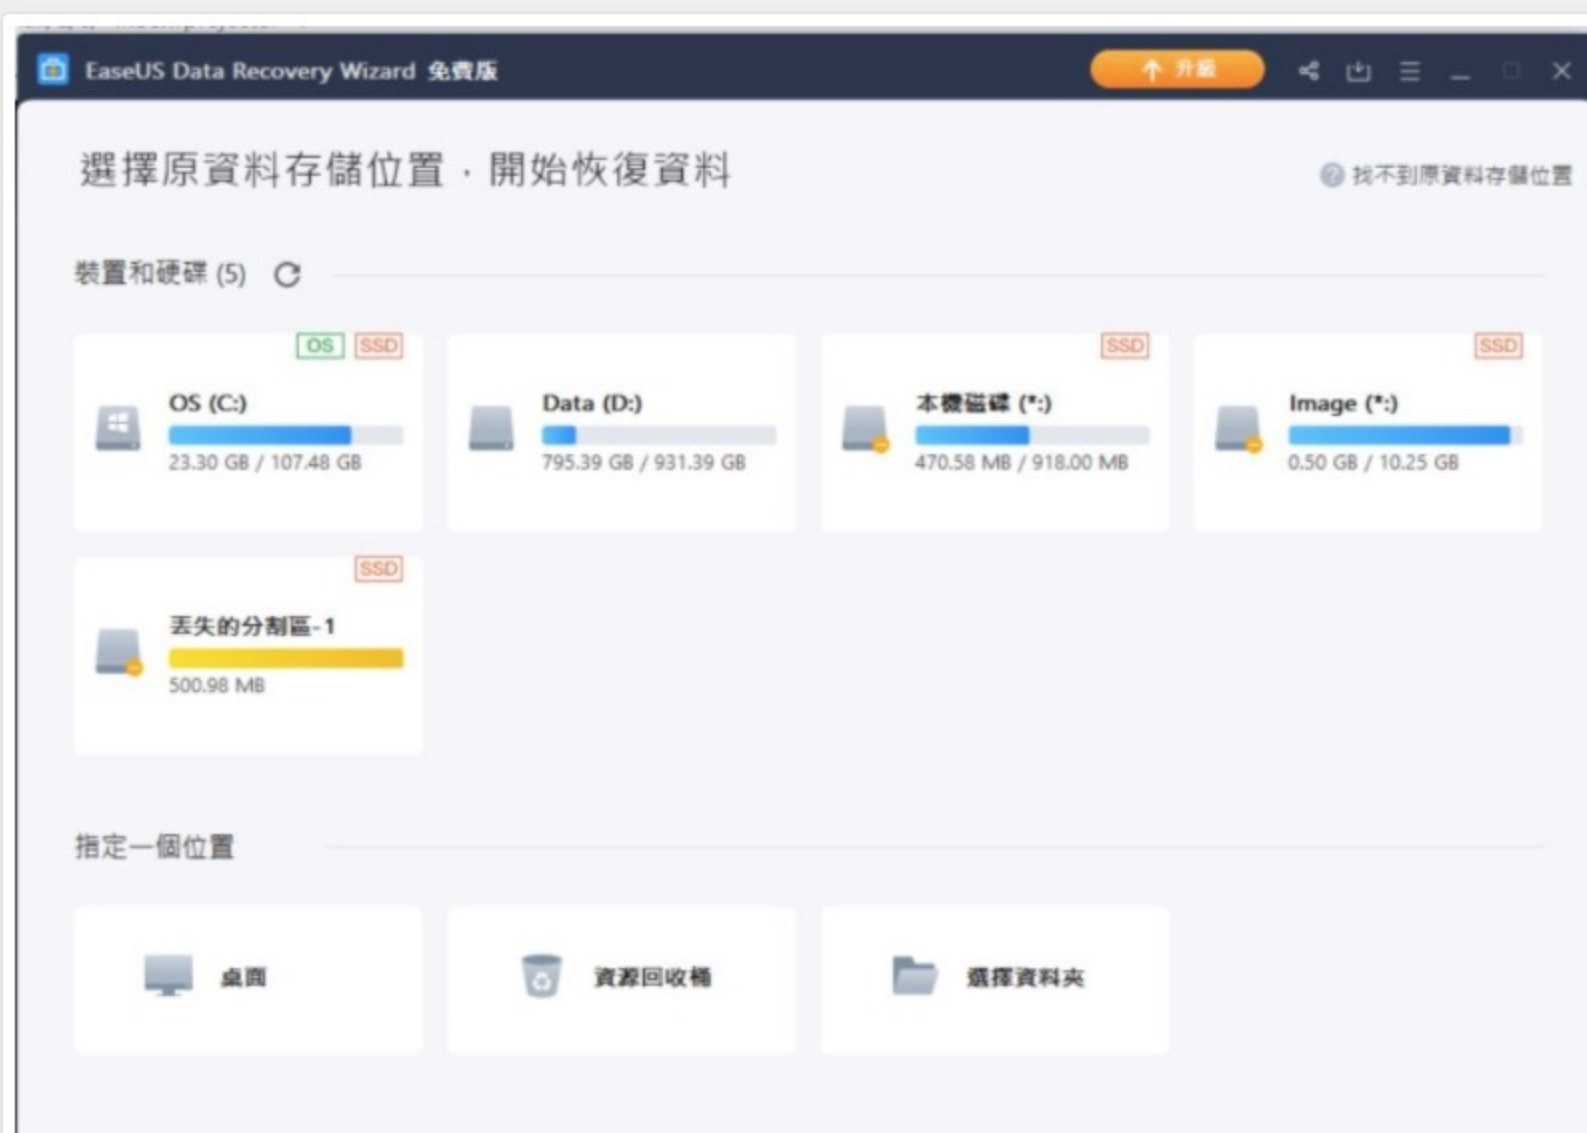 EaseUS Data Recovery Wizard 免費版
升級
選擇原資料存儲位置，開始恢復資料
找不到原資料存儲位置
裝置和硬碟 (5)
OS SSD
OS (C:)
23.30 GB / 107.48 GB
Data (D:)
795.39 GB / 931.39 GB
SSD
本機磁碟 (*:)
470.58 MB / 918.00 MB
SSD
Image (*:)
0.50 GB / 10.25 GB
SSD
丟失的分割區-1
500.98 MB
指定一個位置
桌面
資源回收桶
選擇資料夾